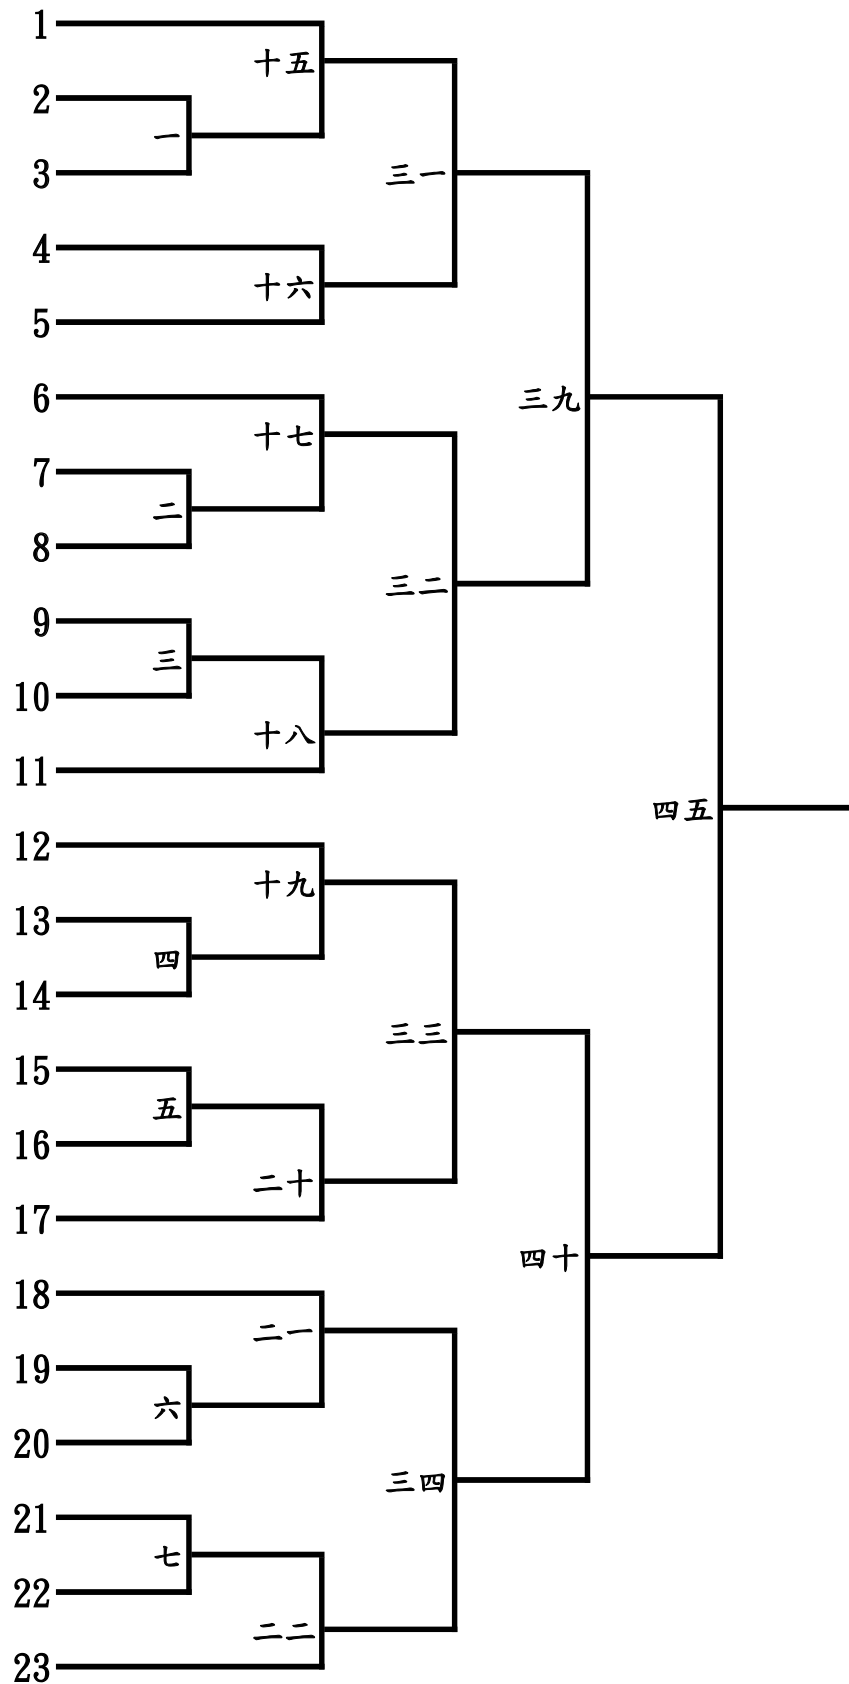 1
十五
2
一
3
三一
4
十六
5
6
三九
十七
7
二
8
三二
9
三
10
十八
11
四五
12
十九
13
四
14
三三
15
五
16
二十
17
四十
18
二一
19
六
20
三四
21
七
22
二二
23